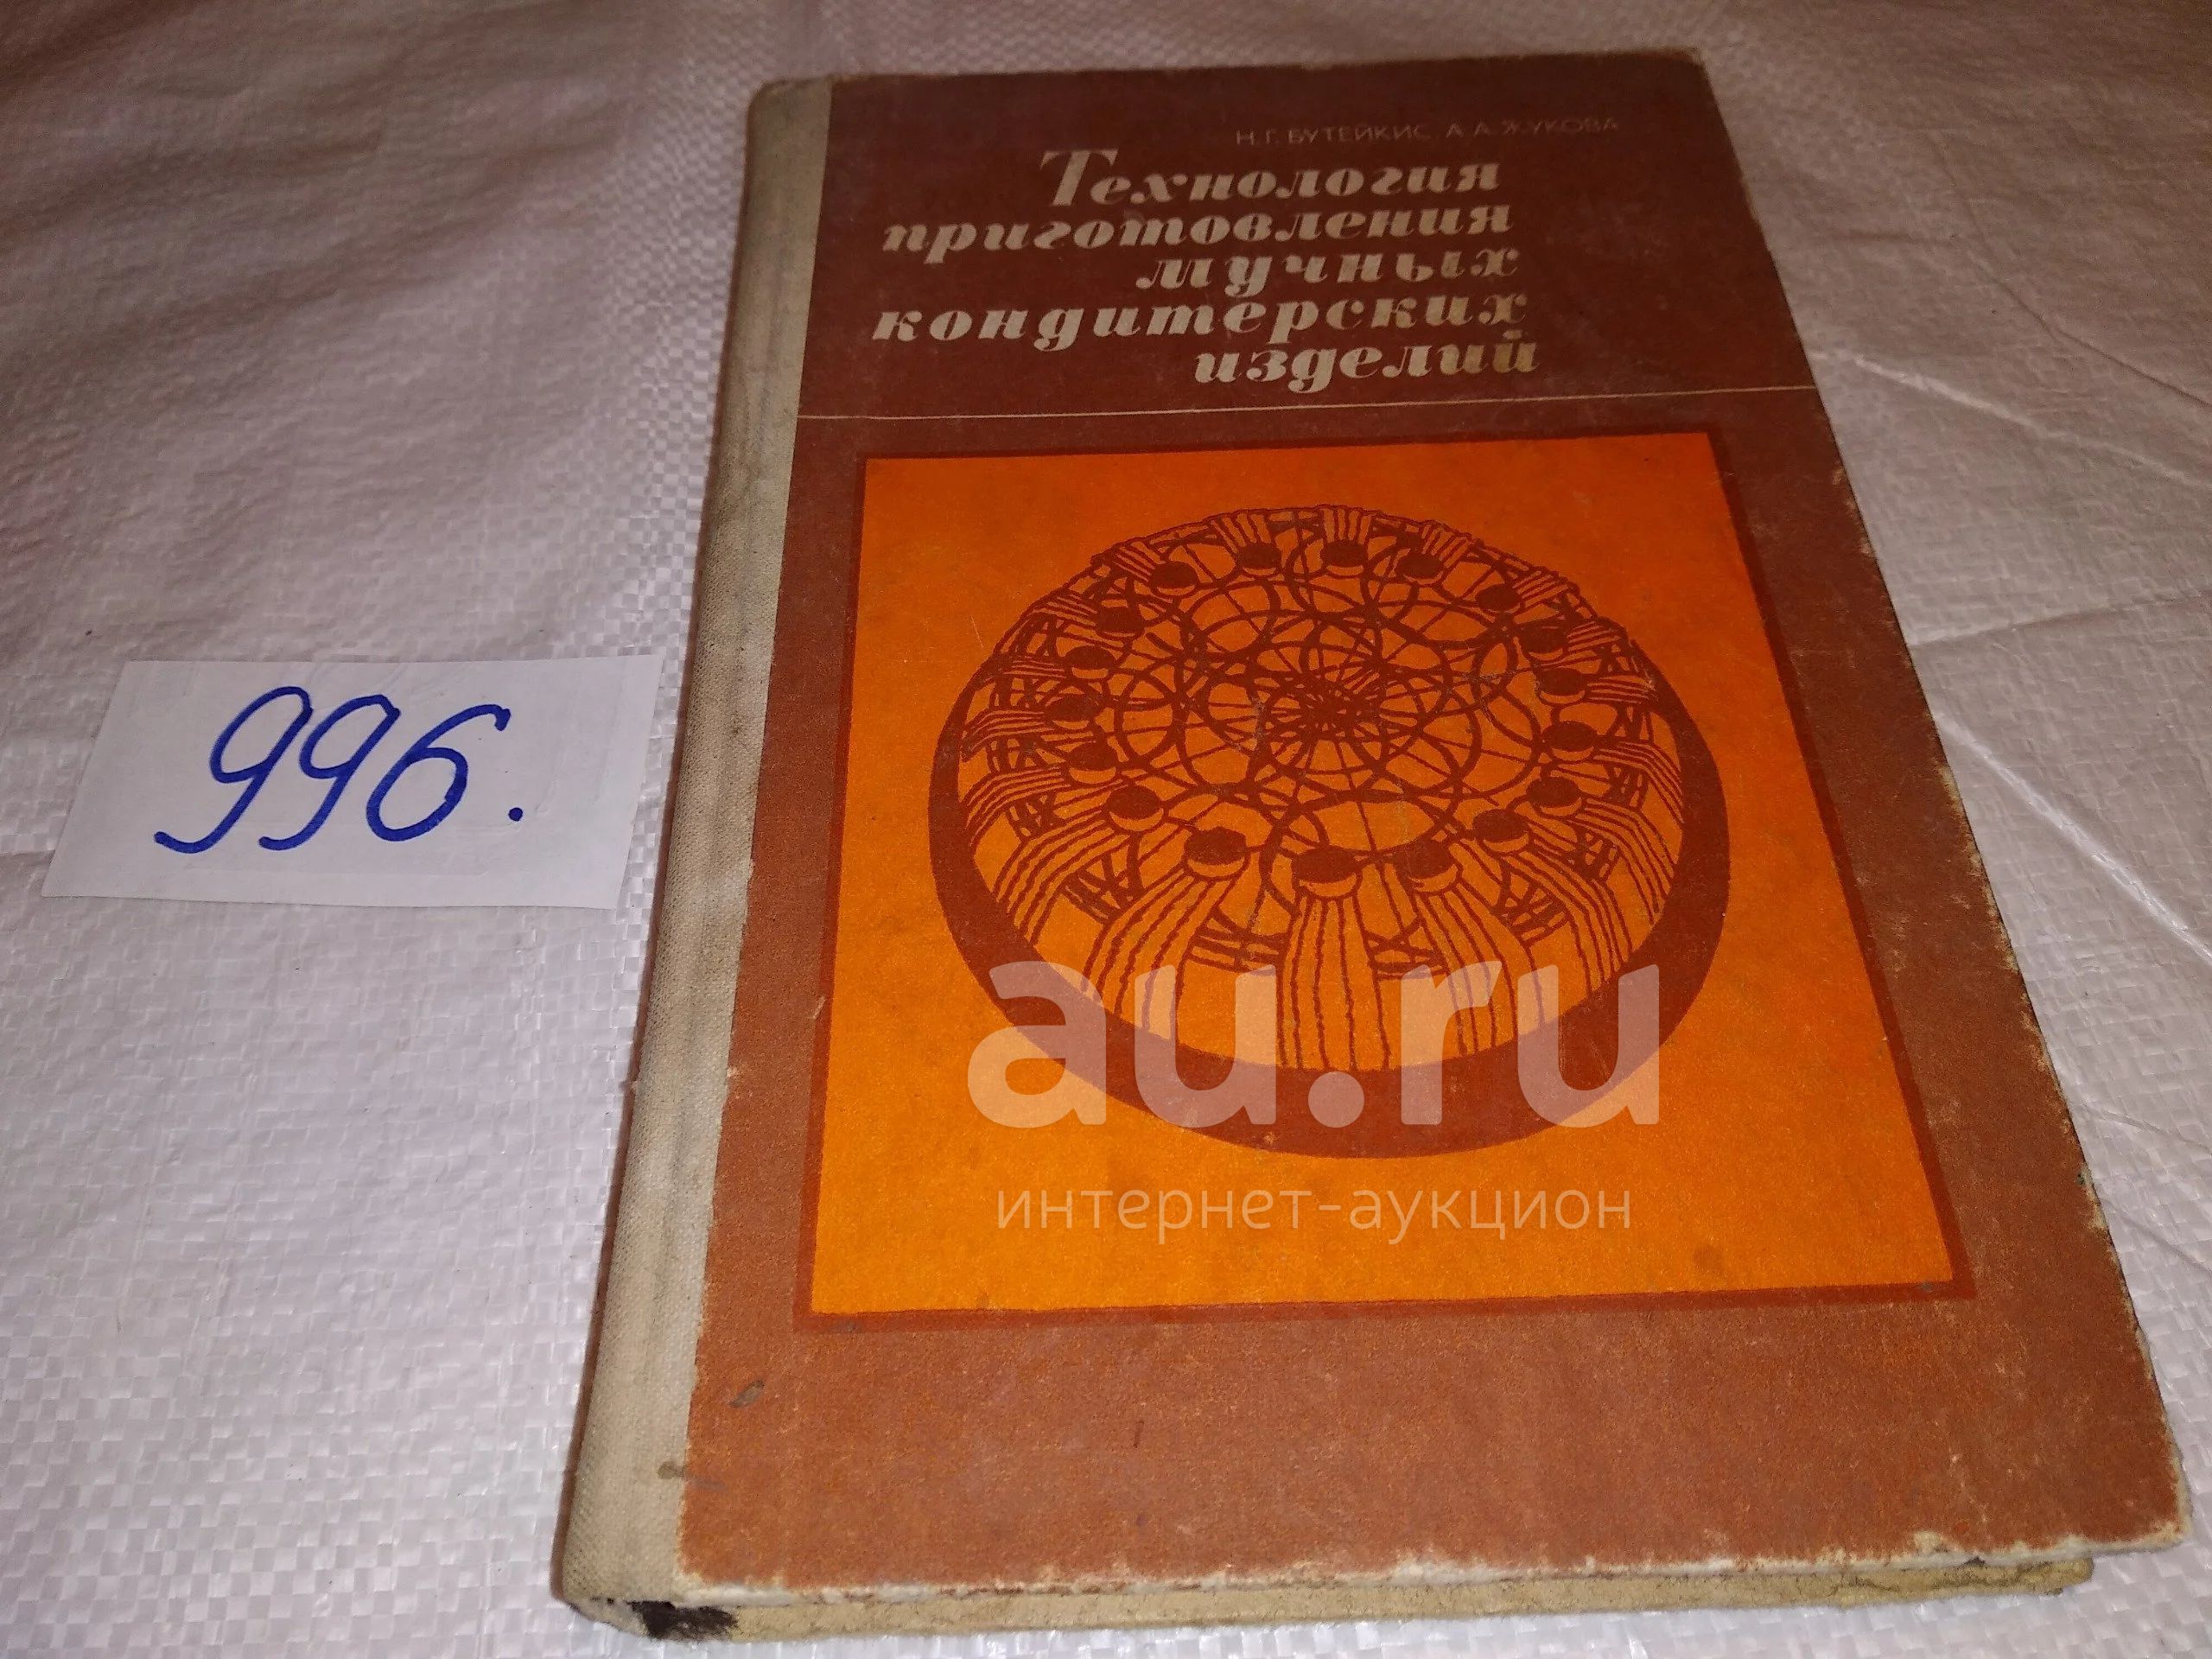 Н.Г. БУТЕЙКИС, А.А. ЖУКОВА
Технология
приготовления
мучных
кондитерских
изделий
996.
au.ru
интернет-аукцион